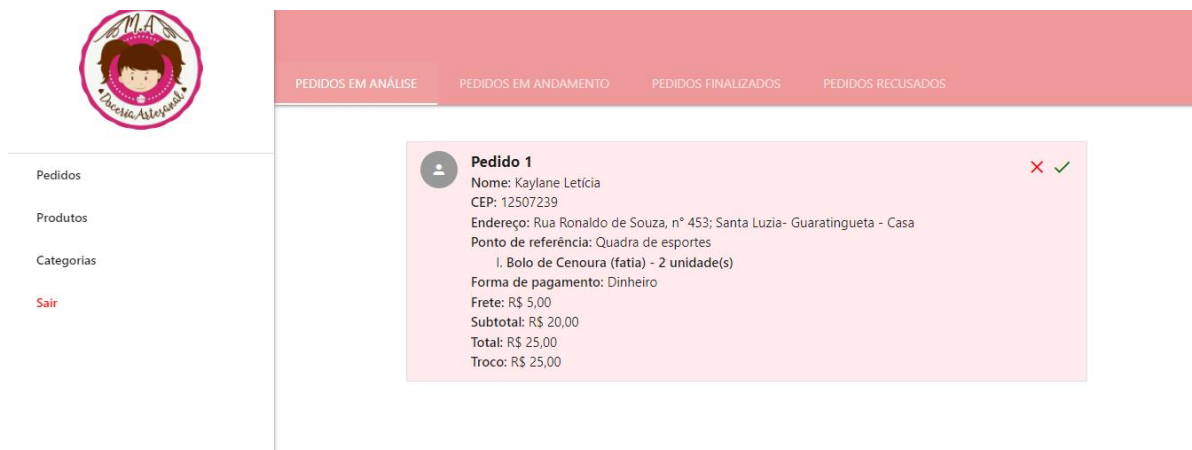 M.A
Doceria Artesanal
PEDIDOS EM ANÁLISE
PEDIDOS EM ANDAMENTO
PEDIDOS FINALIZADOS
PEDIDOS RECUSADOS
Pedidos
Produtos
Categorias
Sair
Pedido 1
Nome: Kaylane Letícia
CEP: 12507239
Endereço: Rua Ronaldo de Souza, n° 453; Santa Luzia- Guaratingueta - Casa
Ponto de referência: Quadra de esportes
I. Bolo de Cenoura (fatia) - 2 unidade(s)
Forma de pagamento: Dinheiro
Frete: R$ 5,00
Subtotal: R$ 20,00
Total: R$ 25,00
Troco: R$ 25,00